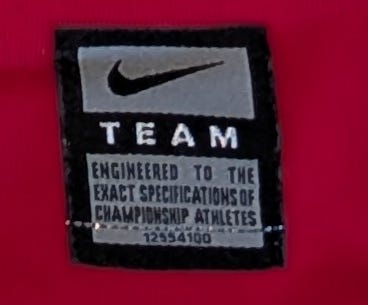 TEAM
ENGINEERED TO THE
EXACT SPECIFICATIONS OF
CHAMPIONSHIP ATHLETES
12554100